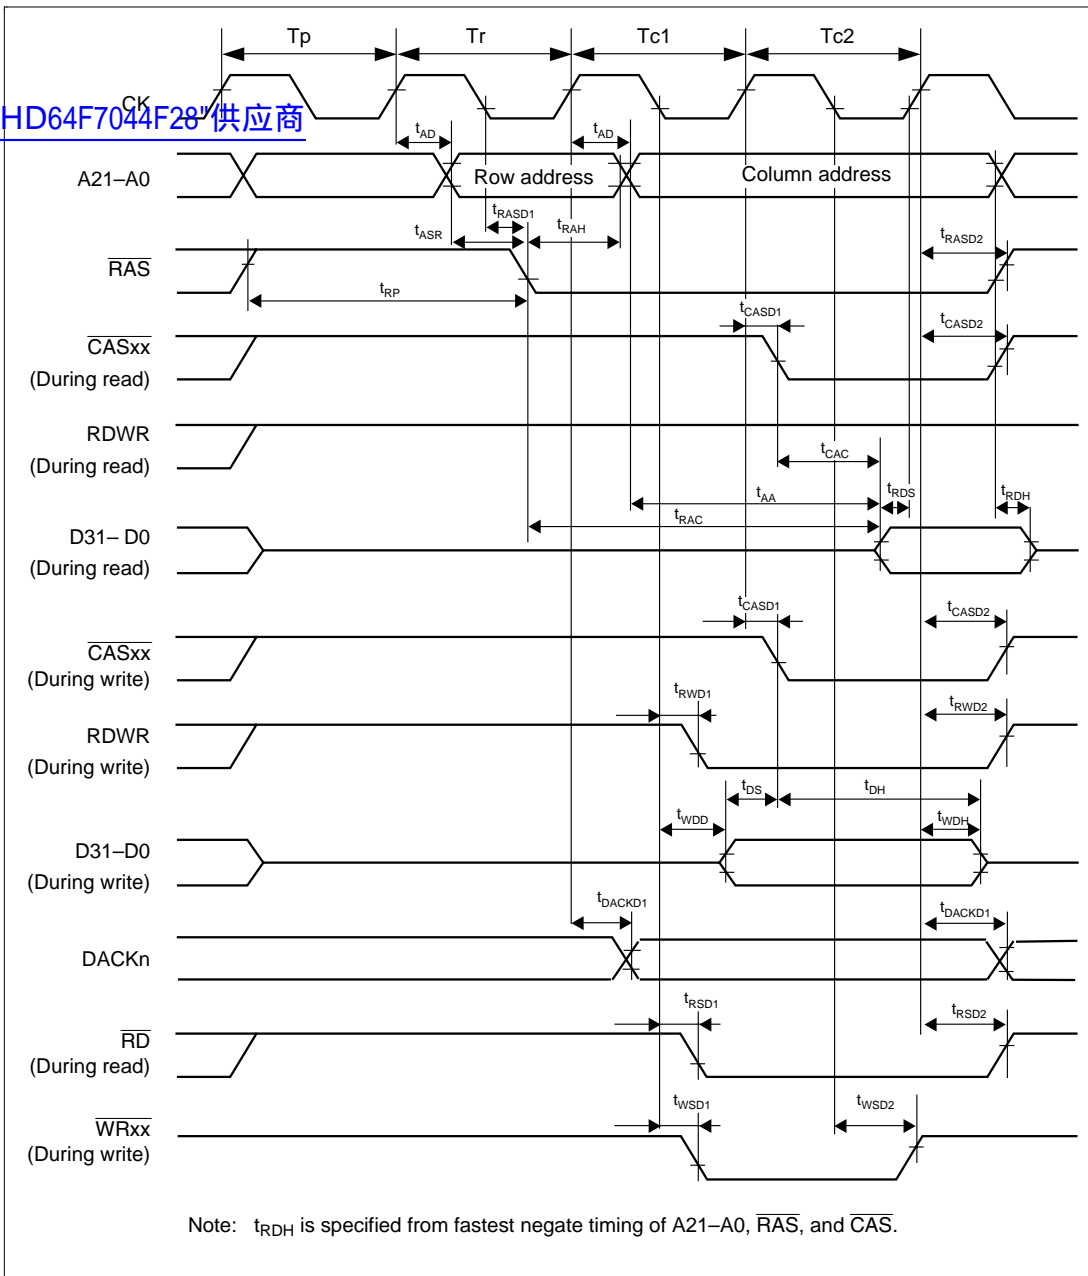 Tp Tr Tc1 Tc2
CK
HD64F7044F28"供应商
tAD tAD
A21–A0 Row address Column address
tRASD1
tASR tRAH tRASD2
RAS
tRP
tCASD1 tCASD2
CASxx
(During read)
RDWR
(During read)
tCAC
tAA tRDS tRDH
tRAC
D31– D0
(During read)
tCASD1 tCASD2
CASxx
(During write)
tRWD1 tRWD2
RDWR
(During write)
tDS tDH
tWDD tWDH
D31–D0
(During write)
tDACKD1 tDACKD1
DACKn
tRSD1 tRSD2
RD
(During read)
tWSD1 tWSD2
WRxx
(During write)
Note: tRDH is specified from fastest negate timing of A21–A0, RAS, and CAS.